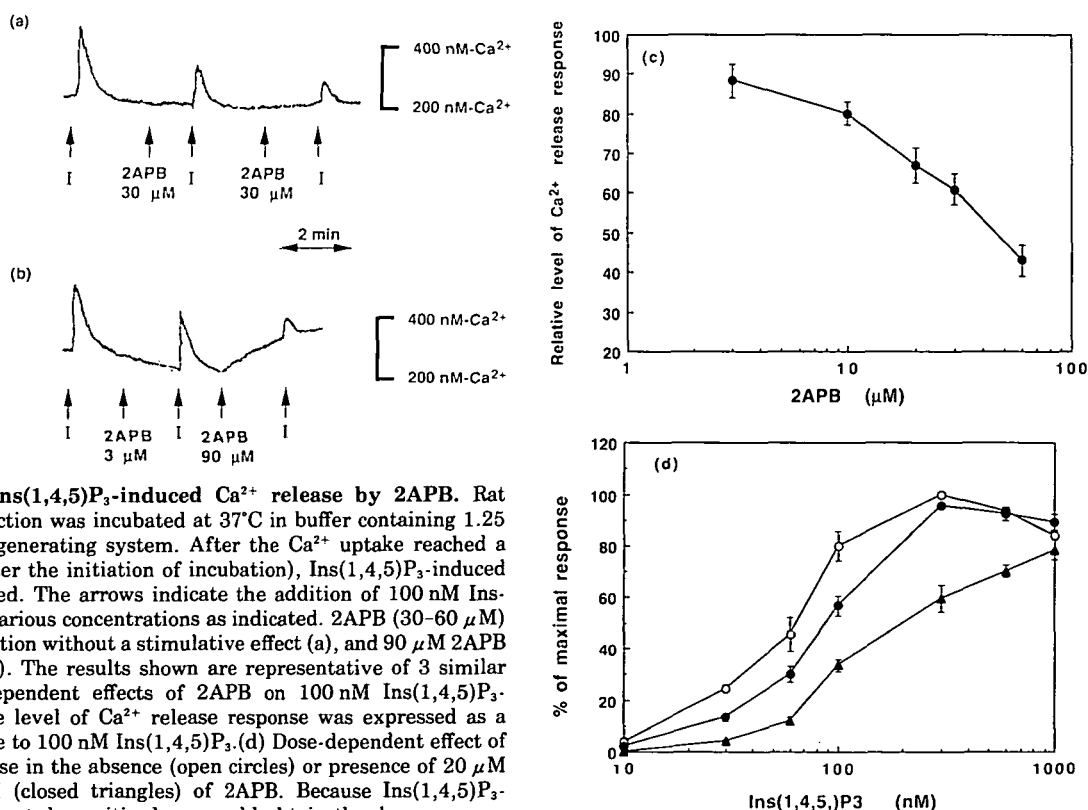 (a)
400 nM-Ca²⁺
200 nM-Ca²⁺
I 2APB I 2APB I
30 μM 30 μM
2 min
(b)
400 nM-Ca²⁺
200 nM-Ca²⁺
I 2APB I 2APB I
3 μM 90 μM
ns(1,4,5)P₃-induced Ca²⁺ release by 2APB. Rat
ction was incubated at 37°C in buffer containing 1.25
generating system. After the Ca²⁺ uptake reached a
er the initiation of incubation), Ins(1,4,5)P₃-induced
ed. The arrows indicate the addition of 100 nM Ins-
arious concentrations as indicated. 2APB (30-60 μM)
tion without a stimulative effect (a), and 90 μM 2APB
). The results shown are representative of 3 similar
ependent effects of 2APB on 100 nM Ins(1,4,5)P₃-
e level of Ca²⁺ release response was expressed as a
e to 100 nM Ins(1,4,5)P₃.(d) Dose-dependent effect of
se in the absence (open circles) or presence of 20 μM
(closed triangles) of 2APB. Because Ins(1,4,5)P₃-
(c)
Relative level of Ca²⁺ release response
100
90
80
70
60
50
40
30
20
1 10 100
2APB (μM)
(d)
% of maximal response
120
100
80
60
40
20
0
10 100 1000
Ins(1,4,5,)P3 (nM)